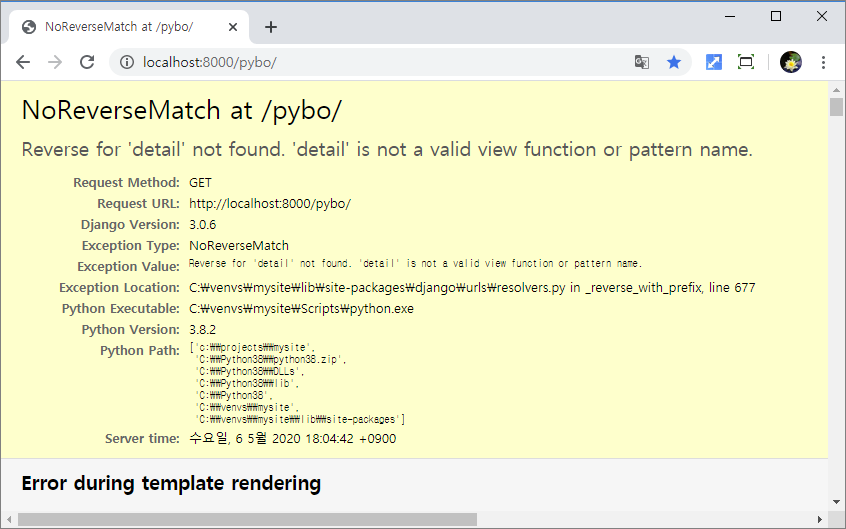 NoReverseMatch at /pybo/
localhost:8000/pybo/
NoReverseMatch at /pybo/
Reverse for 'detail' not found. 'detail' is not a valid view function or pattern name.
Request Method: GET
Request URL: http://localhost:8000/pybo/
Django Version: 3.0.6
Exception Type: NoReverseMatch
Exception Value: Reverse for 'detail' not found. 'detail' is not a valid view function or pattern name.
Exception Location: C:₩venvs₩mysite₩lib₩site-packages₩django₩urls₩resolvers.py in _reverse_with_prefix, line 677
Python Executable: C:₩venvs₩mysite₩Scripts₩python.exe
Python Version: 3.8.2
Python Path: ['c:₩₩projects₩₩mysite',
'C:₩₩Python38₩₩python38.zip',
'C:₩₩Python38₩₩DLLs',
'C:₩₩Python38₩₩lib',
'C:₩₩Python38',
'C:₩₩venvs₩₩mysite',
'C:₩₩venvs₩₩mysite₩₩lib₩₩site-packages']
Server time: 수요일, 6 5월 2020 18:04:42 +0900
Error during template rendering